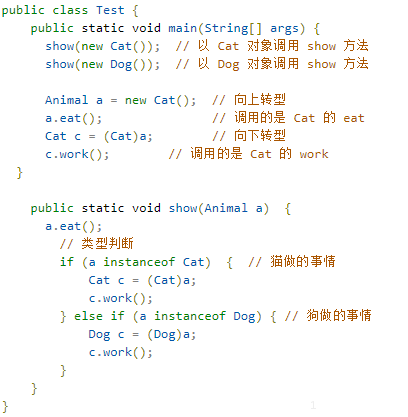 public class Test {
    public static void main(String[] args) {
      show(new Cat());  // 以 Cat 对象调用 show 方法
      show(new Dog());  // 以 Dog 对象调用 show 方法

      Animal a = new Cat();  // 向上转型
      a.eat();               // 调用的是 Cat 的 eat
      Cat c = (Cat)a;        // 向下转型
      c.work();        // 调用的是 Cat 的 work
  }

    public static void show(Animal a)  {
      a.eat();
        // 类型判断
        if (a instanceof Cat)  {  // 猫做的事情
            Cat c = (Cat)a;
            c.work();
        } else if (a instanceof Dog) { // 狗做的事情
            Dog c = (Dog)a;
            c.work();
        }
    }
}